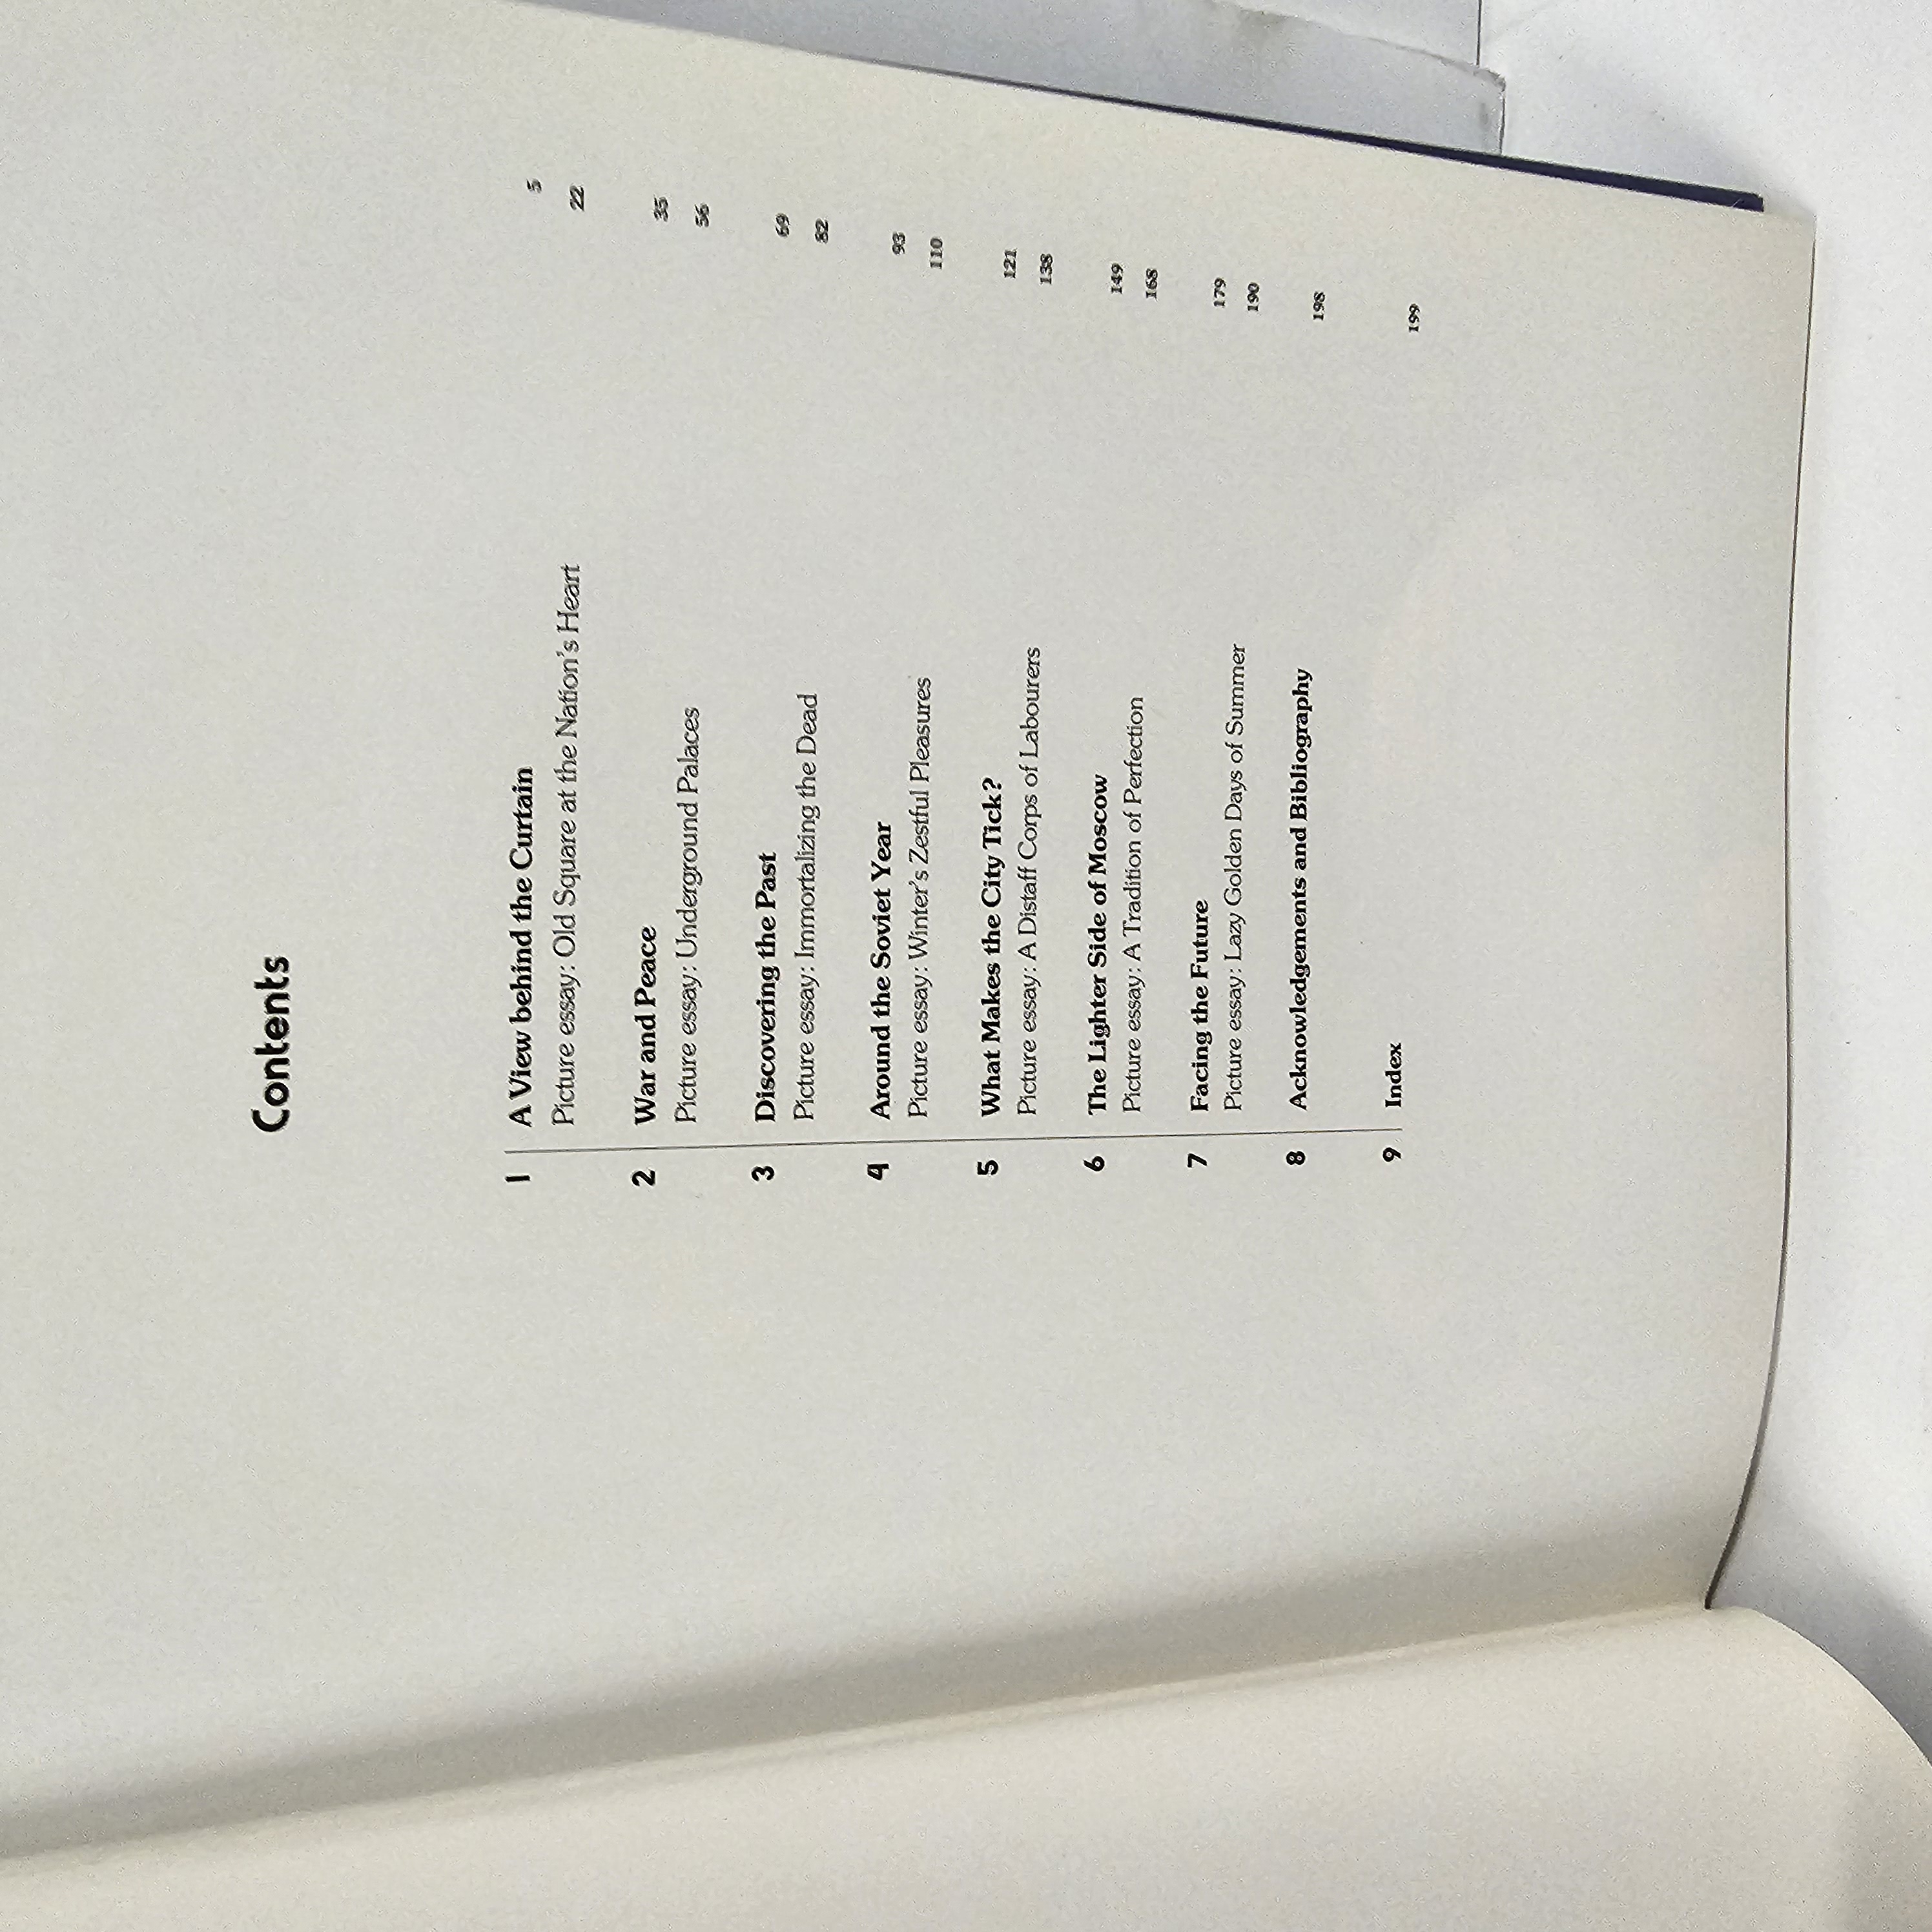 Contents
1 A View behind the Curtain 5
Picture essay: Old Square at the Nation's Heart 22
2 War and Peace 35
Picture essay: Underground Palaces 56
3 Discovering the Past 69
Picture essay: Immortalizing the Dead 82
4 Around the Soviet Year 93
Picture essay: Winter's Zestful Pleasures 110
5 What Makes the City Tick? 121
Picture essay: A Distaff Corps of Labourers 138
6 The Lighter Side of Moscow 149
Picture essay: A Tradition of Perfection 168
7 Facing the Future 179
Picture essay: Lazy Golden Days of Summer 190
8 Acknowledgements and Bibliography 198
9 Index 199